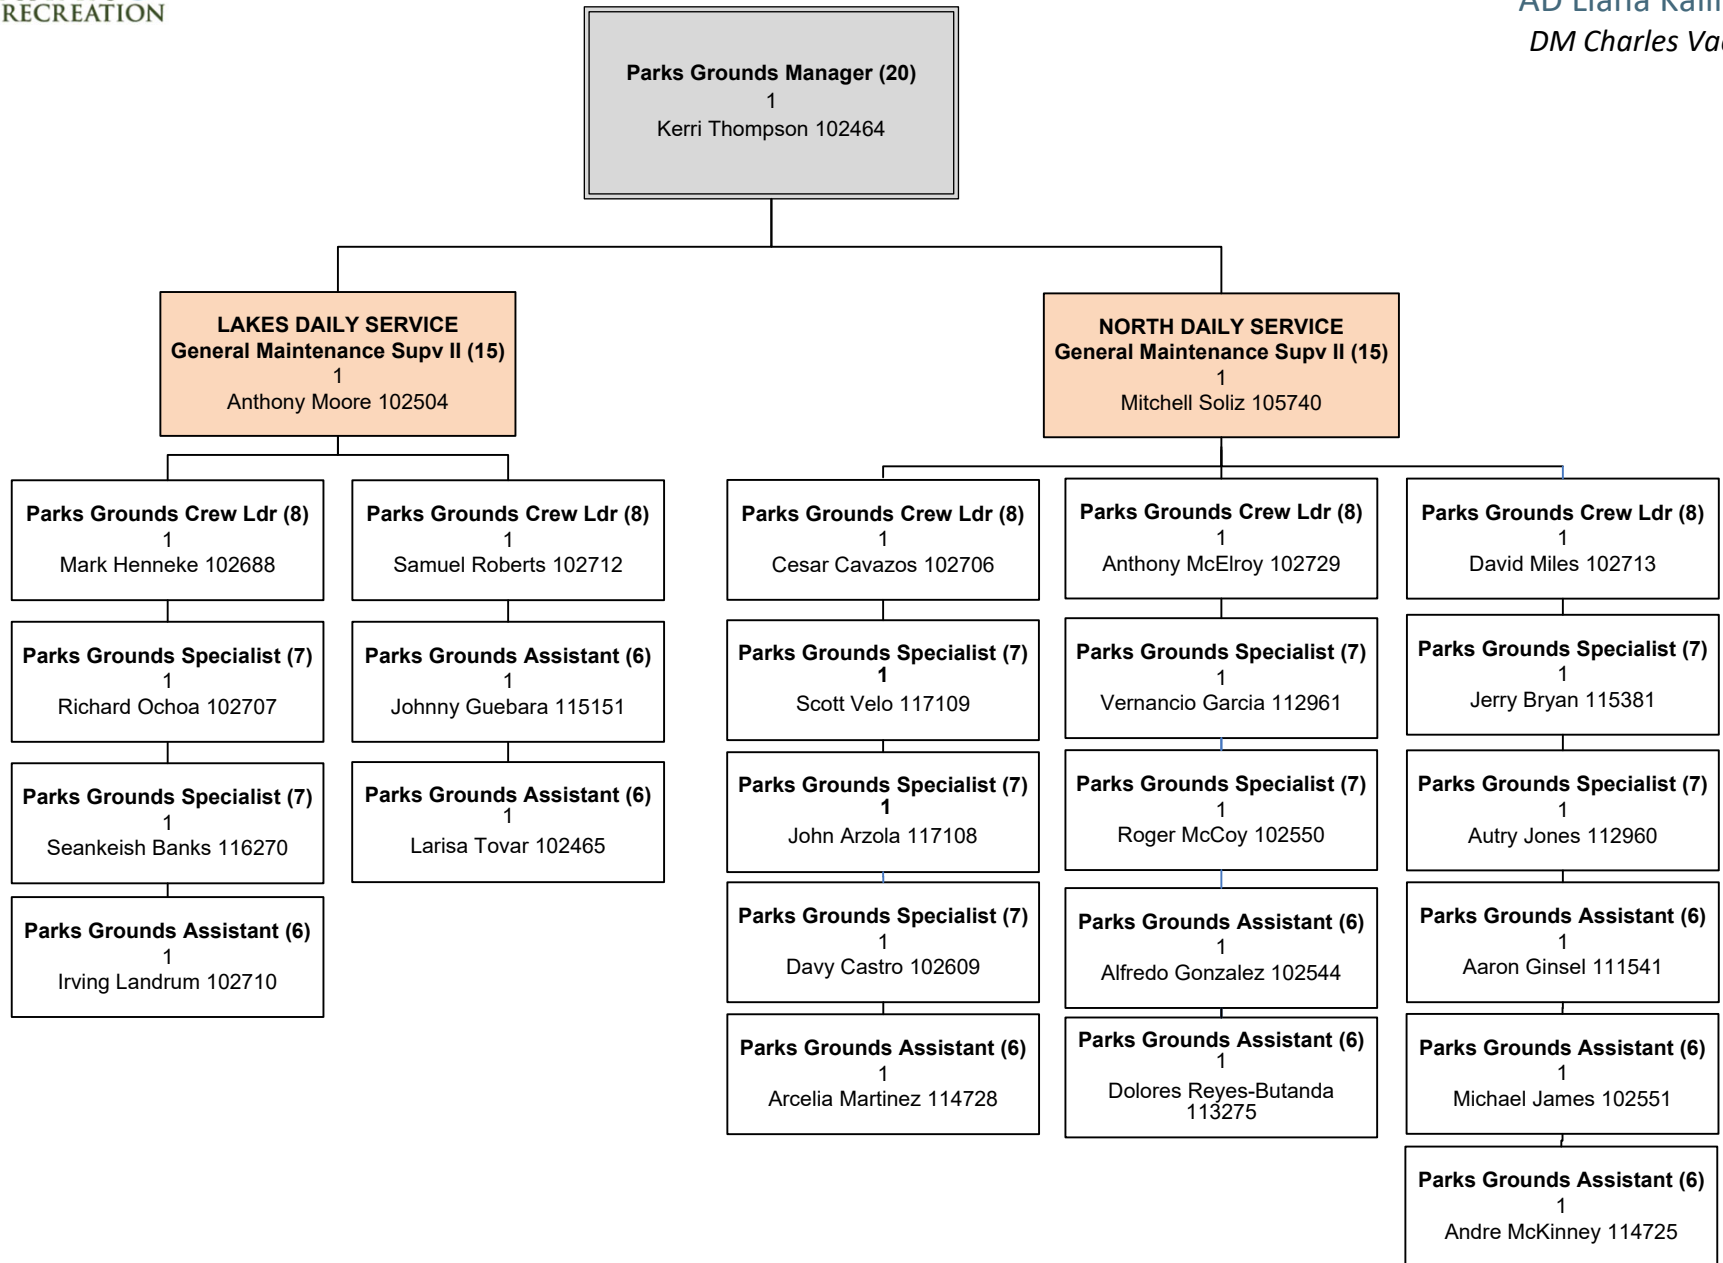 RECREATION
DM Charles
Parks Grounds Manager (20)
1
Kerri Thompson 102464
LAKES DAILY SERVICE
General Maintenance Supv II (15)
1
Anthony Moore 102504
NORTH DAILY SERVICE
General Maintenance Supv II (15)
1
Mitchell Soliz 105740
Parks Grounds Crew Ldr (8)
1
Mark Henneke 102688
Parks Grounds Specialist (7)
1
Richard Ochoa 102707
Parks Grounds Specialist (7)
1
Seankeish Banks 116270
Parks Grounds Assistant (6)
1
Irving Landrum 102710
Parks Grounds Crew Ldr (8)
1
Samuel Roberts 102712
Parks Grounds Assistant (6)
1
Johnny Guebara 115151
Parks Grounds Assistant (6)
1
Larisa Tovar 102465
Parks Grounds Crew Ldr (8)
1
Cesar Cavazos 102706
Parks Grounds Specialist (7)
1
Scott Velo 117109
Parks Grounds Specialist (7)
1
John Arzola 117108
Parks Grounds Specialist (7)
1
Davy Castro 102609
Parks Grounds Assistant (6)
1
Arcelia Martinez 114728
Parks Grounds Crew Ldr (8)
1
Anthony McElroy 102729
Parks Grounds Specialist (7)
1
Vernancio Garcia 112961
Parks Grounds Specialist (7)
1
Roger McCoy 102550
Parks Grounds Assistant (6)
1
Alfredo Gonzalez 102544
Parks Grounds Assistant (6)
1
Dolores Reyes-Butanda
113275
Parks Grounds Crew Ldr (8)
1
David Miles 102713
Parks Grounds Specialist (7)
1
Jerry Bryan 115381
Parks Grounds Specialist (7)
1
Autry Jones 112960
Parks Grounds Assistant (6)
1
Aaron Ginsel 111541
Parks Grounds Assistant (6)
1
Michael James 102551
Parks Grounds Assistant (6)
1
Andre McKinney 114725